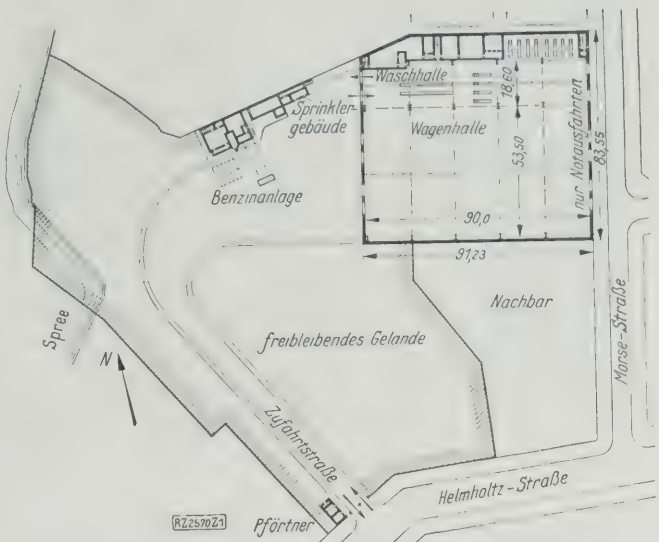 Waschhalle
Sprinkler-
gebäude
Wagenhalle
18,60
53,50
nur Notausfahrten
83,55
Benzinanlage
90,0
91,23
Nachbar
Morse-Straße
Spree
N
freibleibendes Gelände
Zufahrtstraße
Helmholtz-Straße
Pförtner
RZ2570Z1